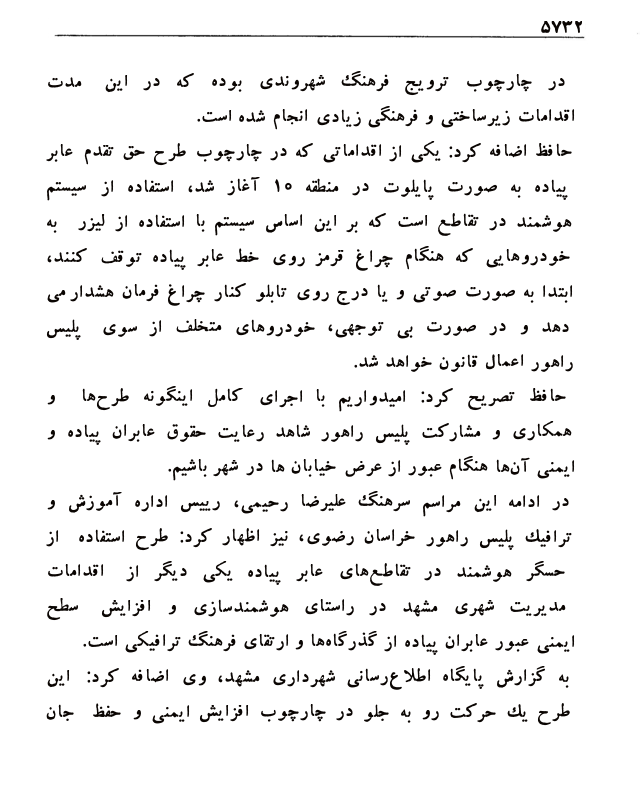 ۵۷۳۲
در چارچوب ترویج فرهنگ شهروندی بوده که در این مدت
اقدامات زیرساختی و فرهنگی زیادی انجام شده است.
حافظ اضافه کرد: یکی از اقداماتی که در چارچوب طرح حق تقدم عابر
پیاده به صورت پایلوت در منطقه ۱۰ آغاز شد، استفاده از سیستم
هوشمند در تقاطع است که بر این اساس سیستم با استفاده از لیزر به
خودروهایی که هنگام چراغ قرمز روی خط عابر پیاده توقف کنند،
ابتدا به صورت صوتی و یا درج روی تابلو کنار چراغ فرمان هشدار می
دهد و در صورت بی توجهی، خودروهای متخلف از سوی پلیس
راهور اعمال قانون خواهد شد.
حافظ تصریح کرد: امیدواریم با اجرای کامل اینگونه طرح‌ها و
همکاری و مشارکت پلیس راهور شاهد رعایت حقوق عابران پیاده و
ایمنی آن‌ها هنگام عبور از عرض خیابان ها در شهر باشیم.
در ادامه این مراسم سرهنگ علیرضا رحیمی، رییس اداره آموزش و
ترافیک پلیس راهور خراسان رضوی، نیز اظهار کرد: طرح استفاده از
حسگر هوشمند در تقاطع‌های عابر پیاده یکی دیگر از اقدامات
مدیریت شهری مشهد در راستای هوشمندسازی و افزایش سطح
ایمنی عبور عابران پیاده از گذرگاه‌ها و ارتقای فرهنگ ترافیکی است.
به گزارش پایگاه اطلاع‌رسانی شهرداری مشهد، وی اضافه کرد: این
طرح یک حرکت رو به جلو در چارچوب افزایش ایمنی و حفظ جان